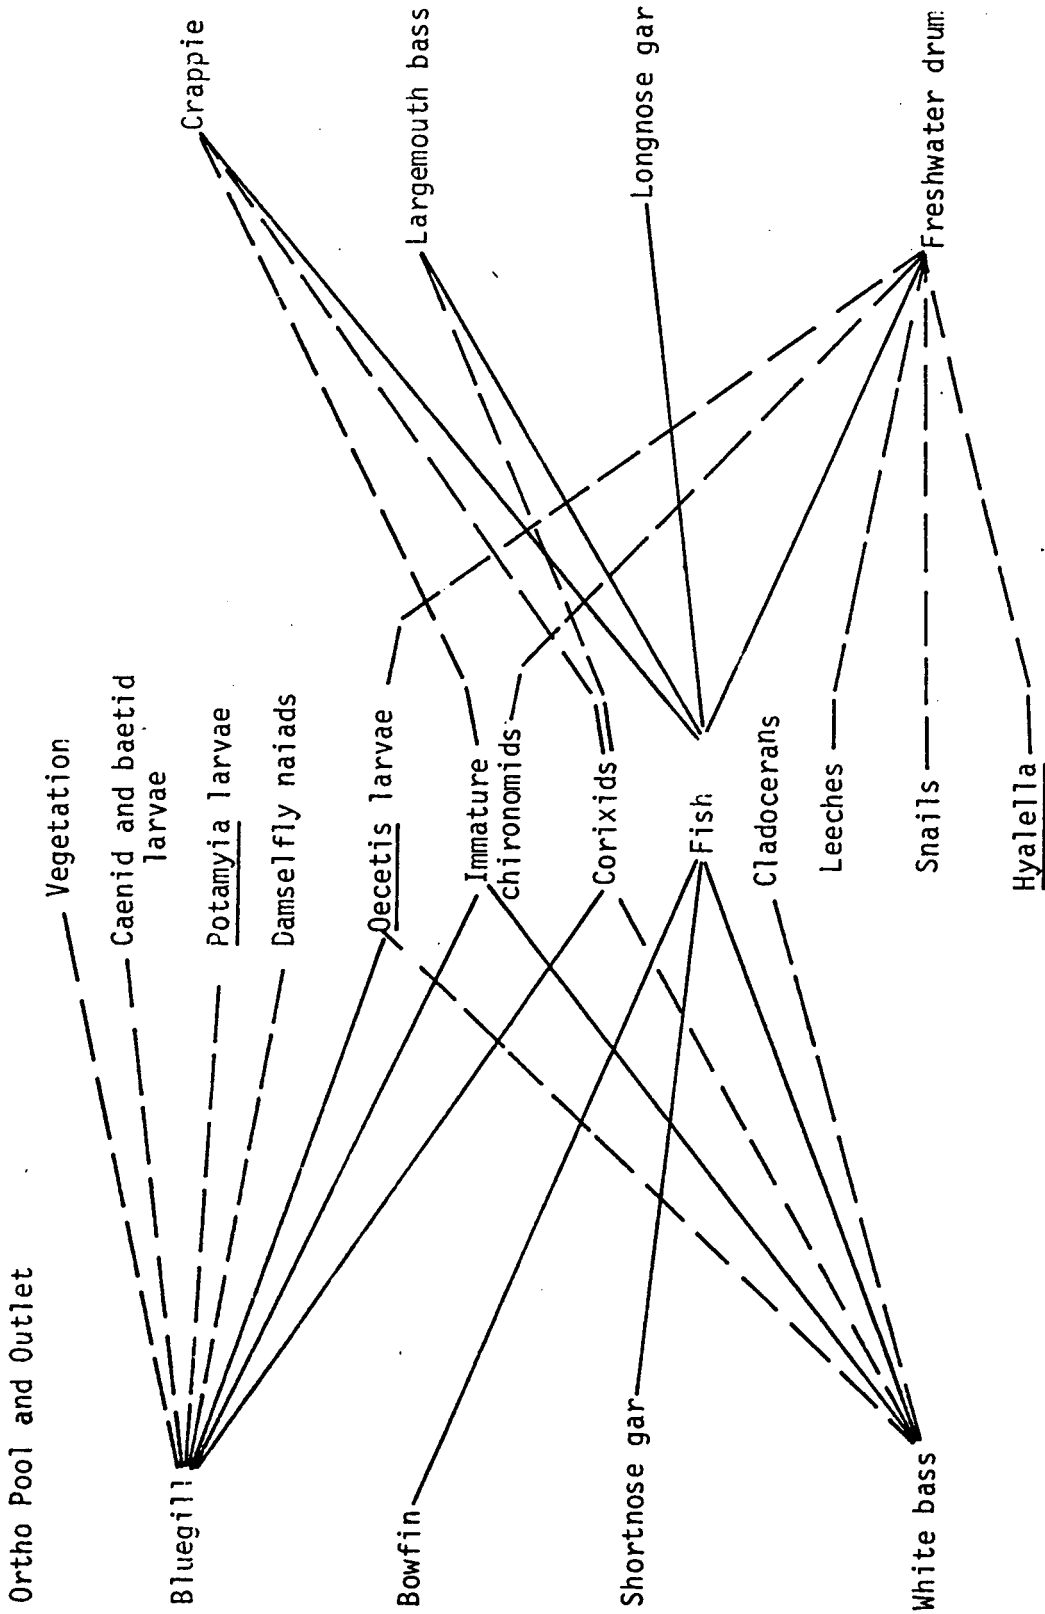 Ortho Pool and Outlet
Bluegill
Bowfin
Shortnose gar
White bass
Vegetation
Caenid and baetid
larvae
Potamyia larvae
Damselfly naiads
Oecetis larvae
Immature
chironomids
Corixids
Fish
Cladocerans
Leeches
Snails
Hyalella
Crappie
Largemouth bass
Longnose gar
Freshwater drum